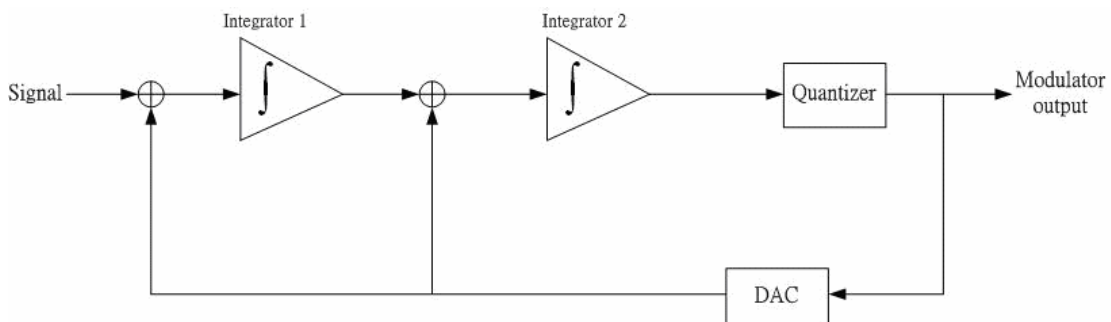 Integrator 1
Integrator 2
Signal
Quantizer
Modulator
output
DAC